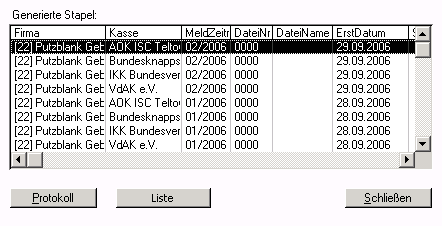 Generierte Stapel:
Firma Kasse MeldZeitr DateiNr DateiName ErstDatum
[22] Putzblank Geb AOK ISC Teltow 02/2006 0000 29.09.2006
[22] Putzblank Geb Bundesknapps 02/2006 0000 29.09.2006
[22] Putzblank Geb IKK Bundesver 02/2006 0000 29.09.2006
[22] Putzblank Geb VdAK e.V. 02/2006 0000 29.09.2006
[22] Putzblank Geb AOK ISC Teltow 01/2006 0000 28.09.2006
[22] Putzblank Geb Bundesknapps 01/2006 0000 28.09.2006
[22] Putzblank Geb IKK Bundesver 01/2006 0000 28.09.2006
[22] Putzblank Geb VdAK e.V. 01/2006 0000 28.09.2006
Protokoll Liste Schließen